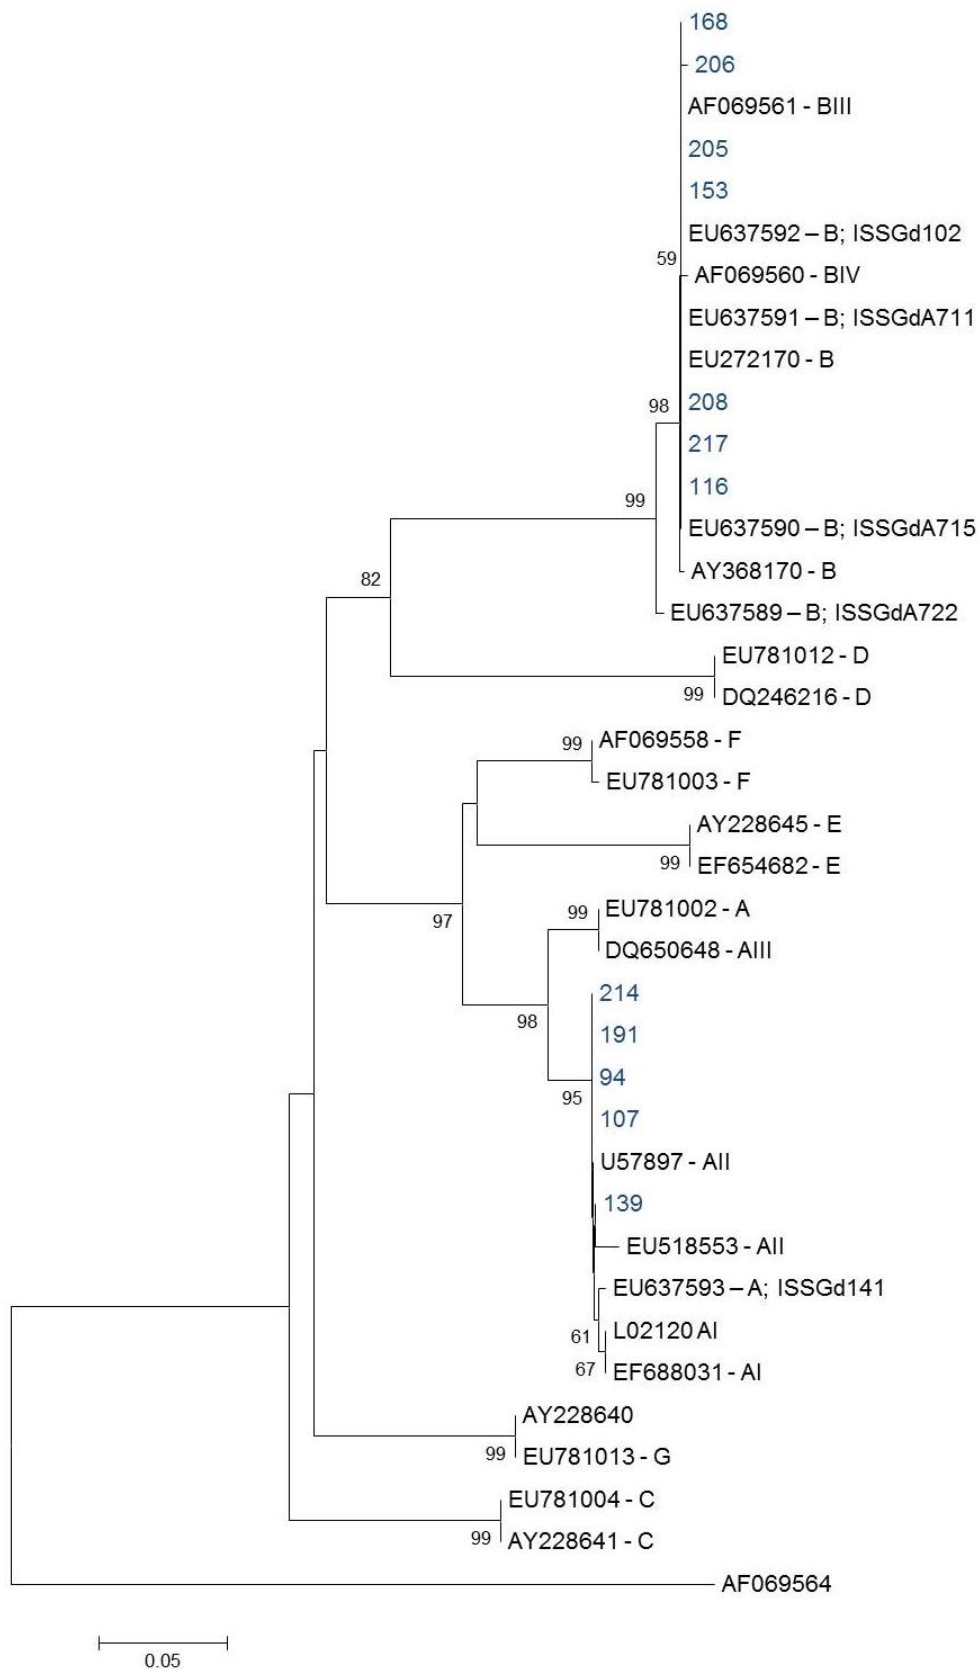 168
206
AF069561 - BIII
205
153
EU637592 – B; ISSGd102
59
AF069560 - BIV
EU637591 – B; ISSGdA711
EU272170 - B
98
208
217
116
99
EU637590 – B; ISSGdA715
AY368170 - B
82
EU637589 – B; ISSGdA722
EU781012 - D
99
DQ246216 - D
99
AF069558 - F
EU781003 - F
AY228645 - E
99
EF654682 - E
99
EU781002 - A
97
DQ650648 - AIII
214
98
191
94
95
107
U57897 - AII
139
EU518553 - AII
EU637593 – A; ISSGd141
61
L02120 AI
67
EF688031 - AI
AY228640
99
EU781013 - G
EU781004 - C
99
AY228641 - C
AF069564
0.05